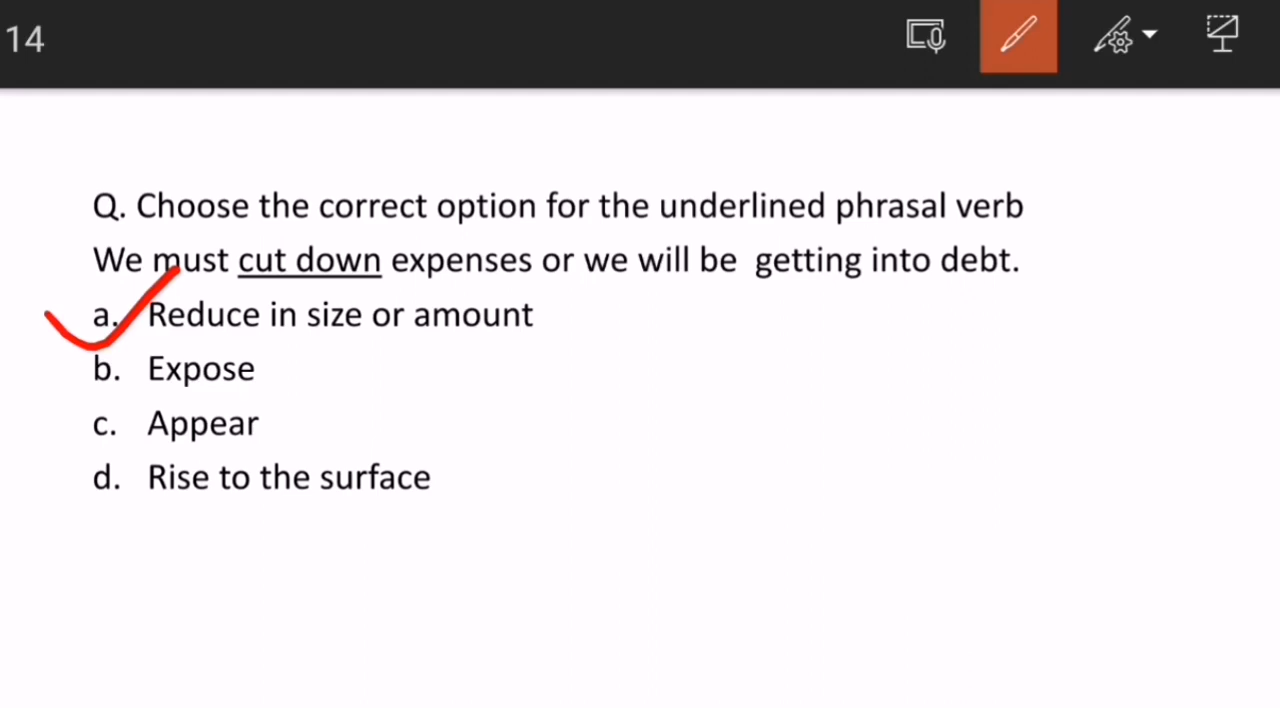 14
Q. Choose the correct option for the underlined phrasal verb
We must cut down expenses or we will be  getting into debt.
a. Reduce in size or amount
b. Expose
c. Appear
d. Rise to the surface